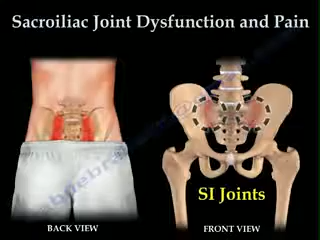 Sacroiliac Joint Dysfunction and Pain
SI Joints
BACK VIEW
FRONT VIEW